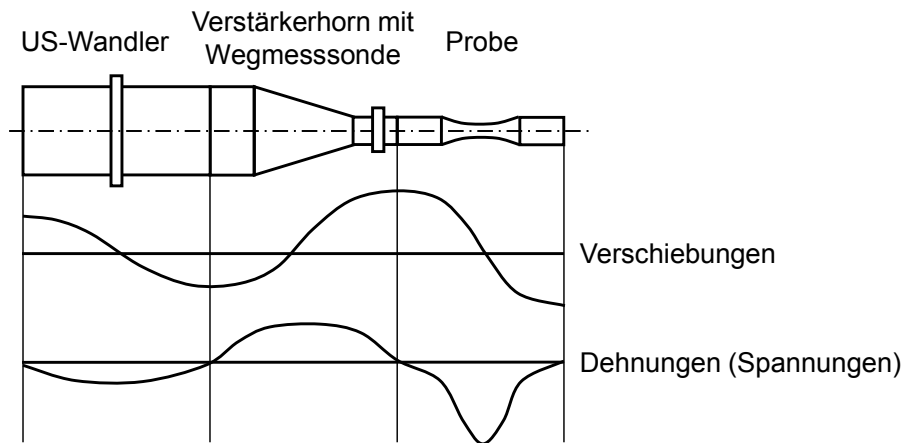 US-Wandler
Verstärkerhorn mit
Wegmesssonde
Probe
Verschiebungen
Dehnungen (Spannungen)